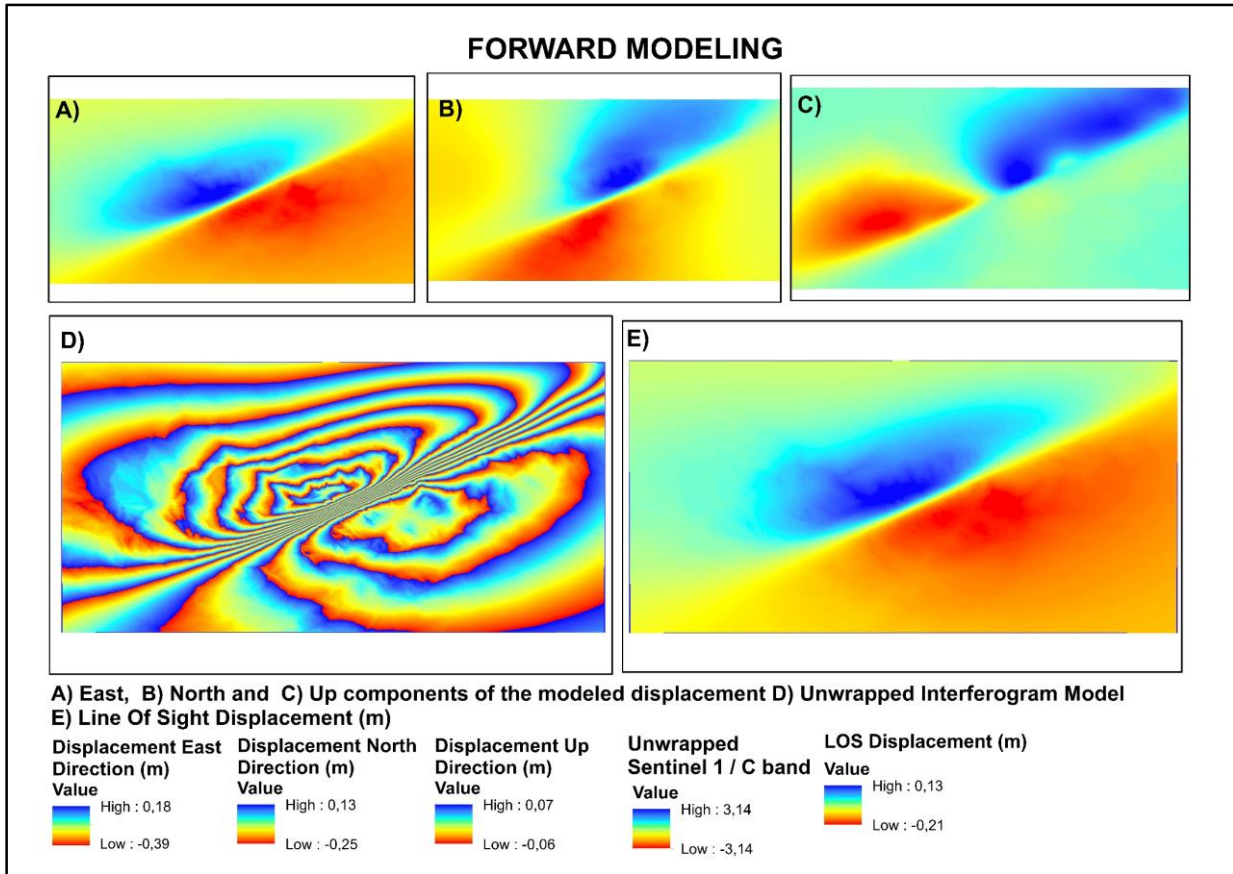 FORWARD MODELING
A)
B)
C)
D)
E)
A) East, B) North and C) Up components of the modeled displacement D) Unwrapped Interferogram Model
E) Line Of Sight Displacement (m)
Displacement East
Direction (m)
Value
High : 0,18
Low : -0,39
Displacement North
Direction (m)
Value
High : 0,13
Low : -0,25
Displacement Up
Direction (m)
Value
High : 0,07
Low : -0,06
Unwrapped
Sentinel 1 / C band
Value
High : 3,14
Low : -3,14
LOS Displacement (m)
Value
High : 0,13
Low : -0,21